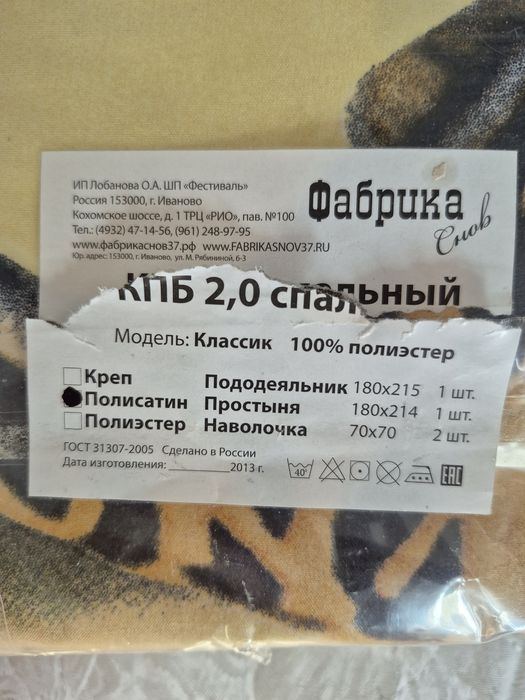 ИП Лобанова О.А. ШП «Фестиваль»
Россия 153000, г. Иваново
Кохомское шоссе, д. 1 ТРЦ «РИО», пав. №100
Тел.: (4932) 47-14-56, (961) 248-97-95
www.фабрикаснов37.рф www.FABRIKASNOV37.RU
Юр. адрес: 153000, г. Иваново, ул. М. Рябининой, 6-3
Фабрика
Снов
КПБ 2,0 спальный
Модель: Классик 100% полиэстер
Креп
Пододеяльник 180x215 1 шт.
Полисатин Простыня 180x214 1 шт.
Полиэстер Наволочка 70x70 2 шт.
ГОСТ 31307-2005 Сделано в России
Дата изготовления:__________2013 г.
40°
ЕАС